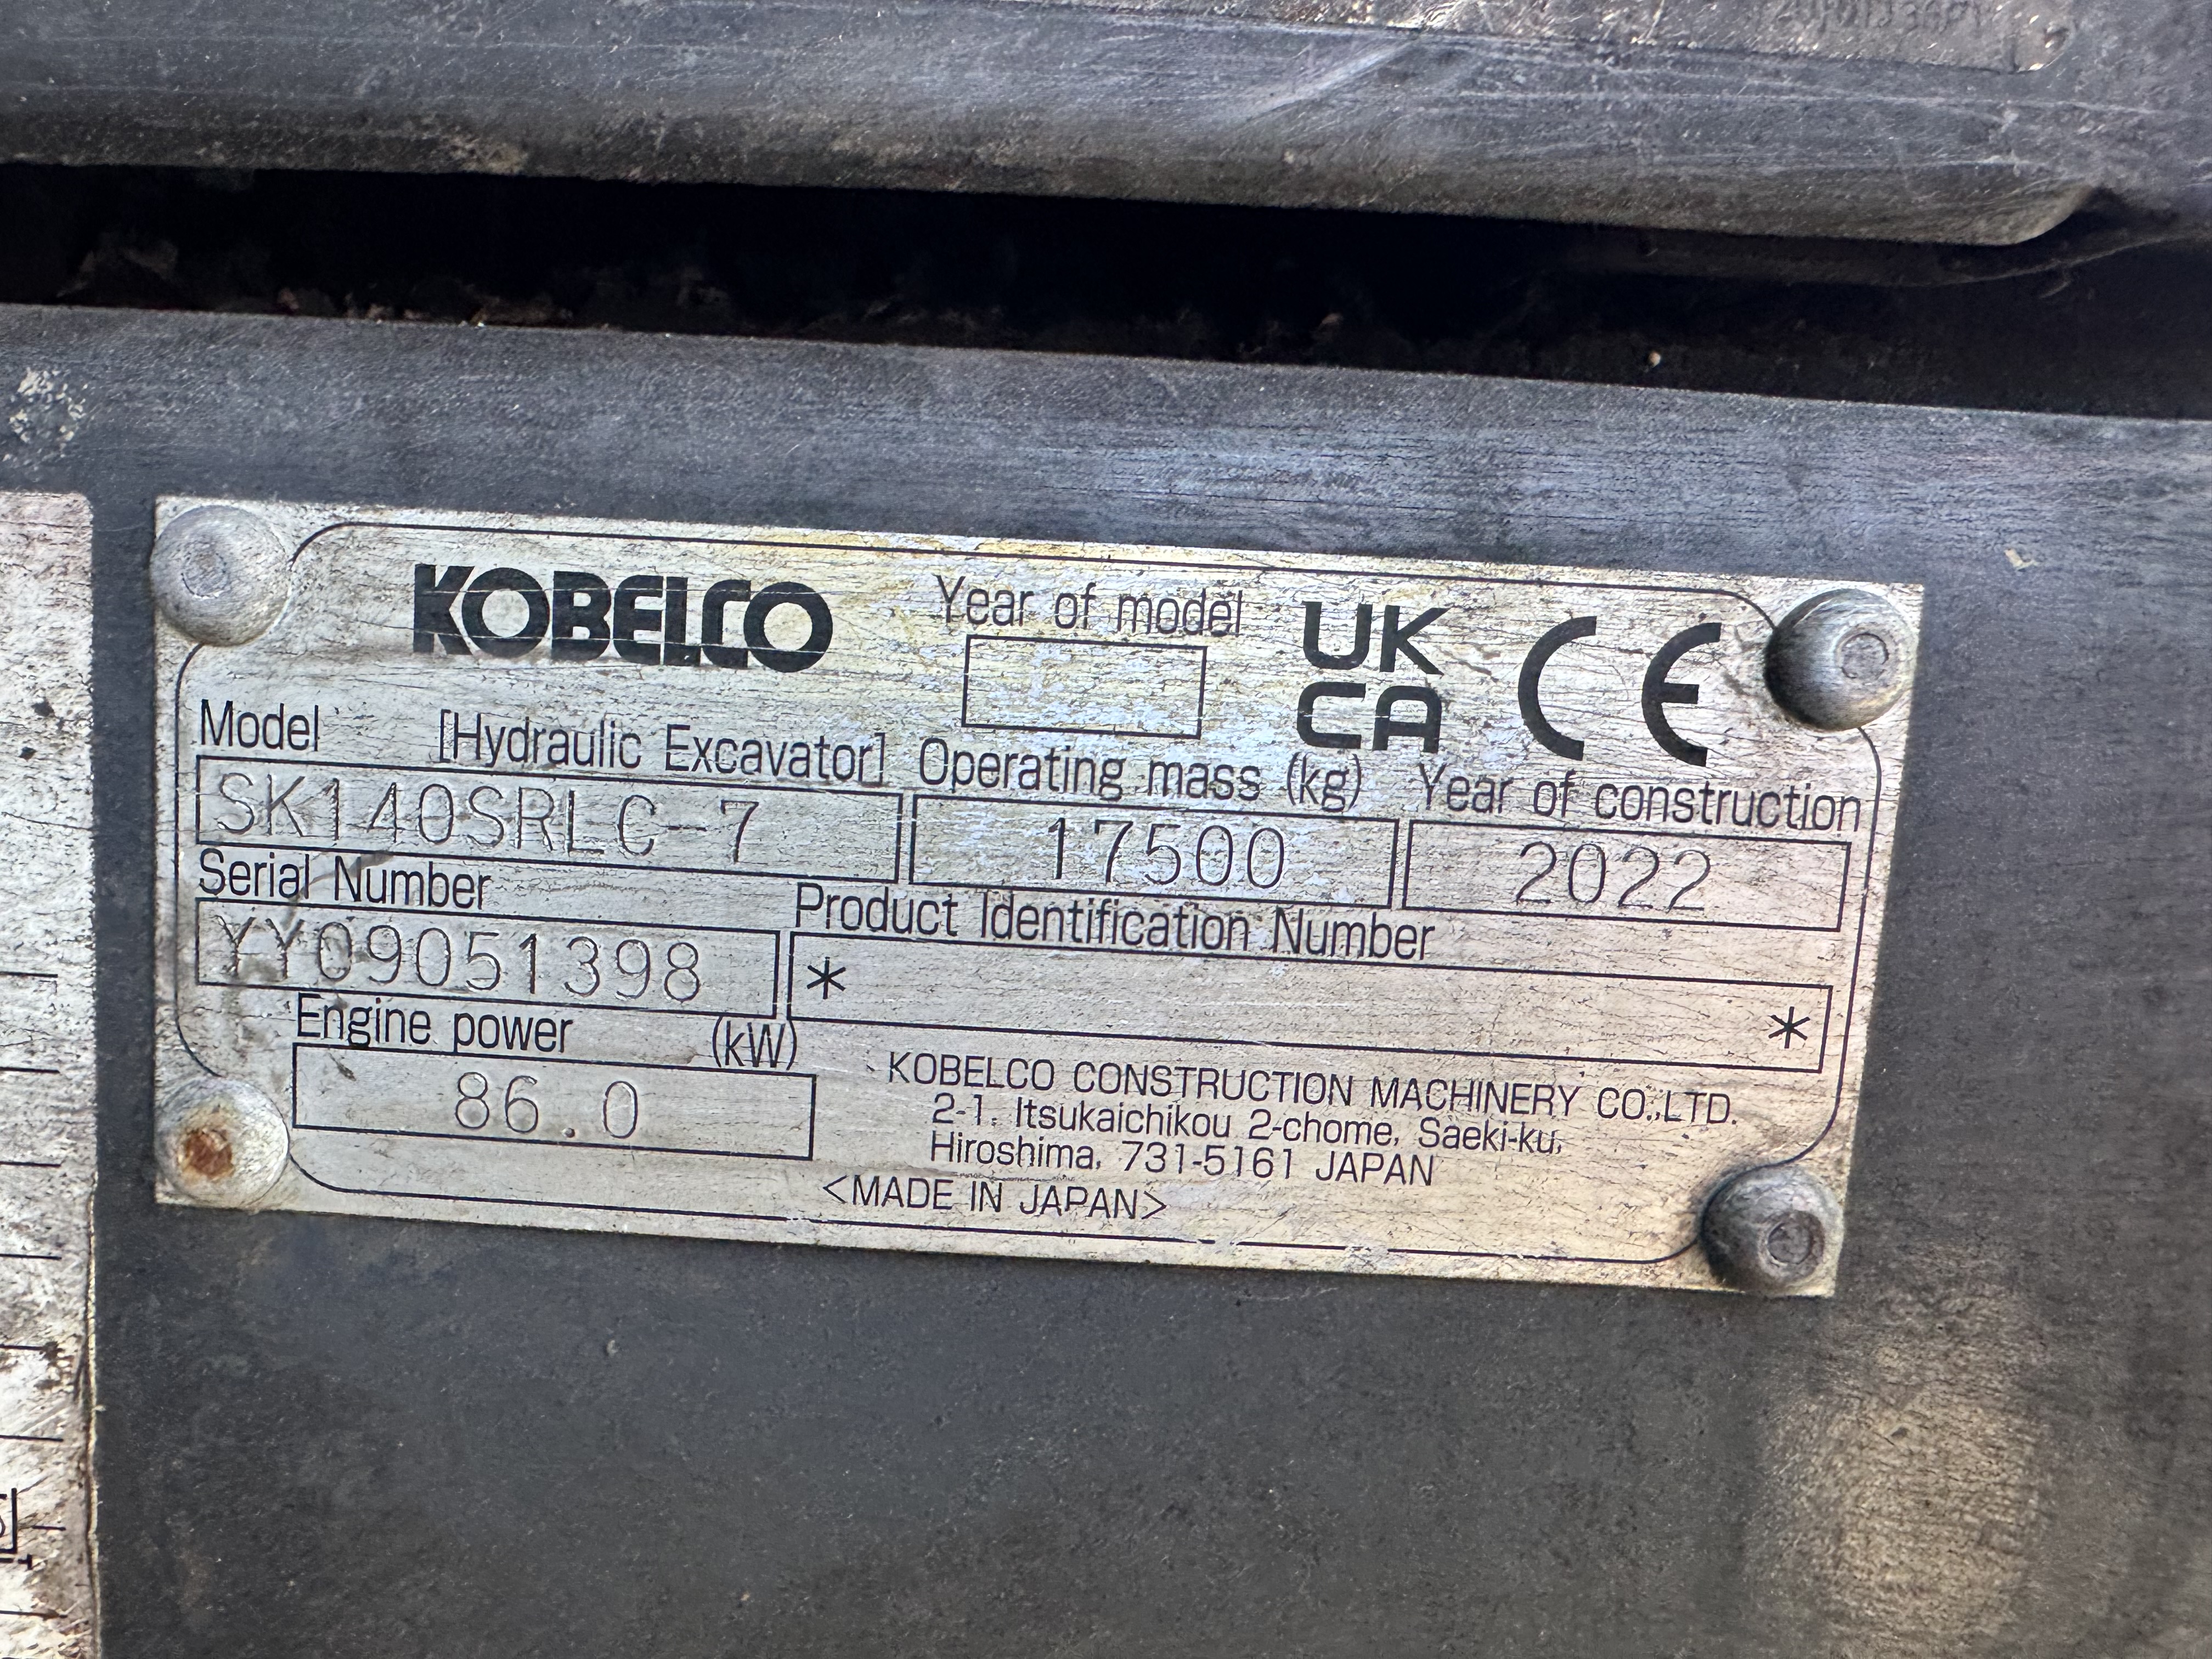 KOBELCO
Year of model
UK
CA
CE
Model [Hydraulic Excavator] Operating mass (kg) Year of construction
SK140SRLC-7 17500 2022
Serial Number Product Identification Number
YY09051398 * *
Engine power (kW)
86.0
KOBELCO CONSTRUCTION MACHINERY CO.,LTD.
2-1, Itsukaichikou 2-chome, Saeki-ku,
Hiroshima, 731-5161 JAPAN
<MADE IN JAPAN>